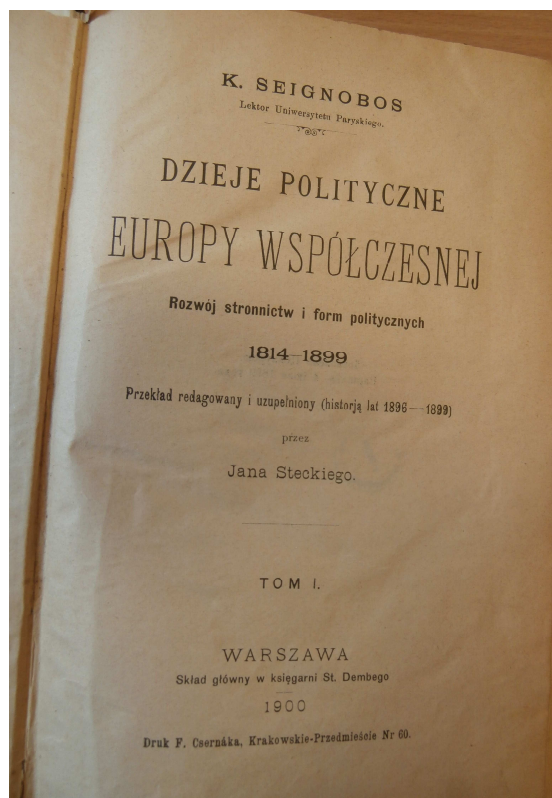 K. SEIGNOBOS
Lektor Uniwersytetu Paryskiego.
DZIEJE POLITYCZNE
EUROPY WSPÓŁCZESNEJ
Rozwój stronnictw i form politycznych
1814–1899
Przekład redagowany i uzupełniony (historją lat 1896—1899)
przez
Jana Steckiego.
TOM I.
WARSZAWA
Skład główny w księgarni St. Dembego
1900
Druk F. Csernáka, Krakowskie-Przedmieście Nr 60.